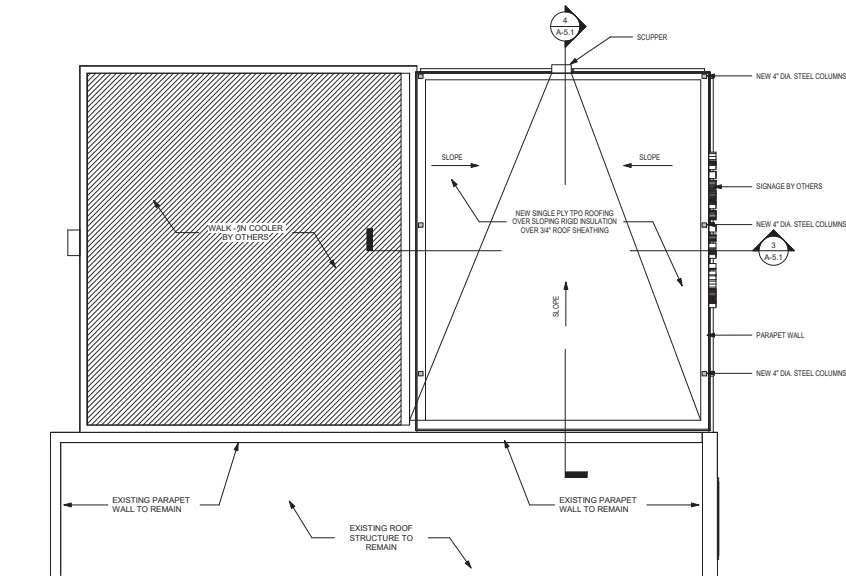 4
A-5.1
SCUPPER
NEW 4" DIA. STEEL COLUMNS
SLOPE
SLOPE
SIGNAGE BY OTHERS
NEW SINGLE PLY TPO ROOFING
OVER SLOPING RIGID INSULATION
OVER 3/4" ROOF SHEATHING
WALK - IN COOLER
BY OTHERS
NEW 4" DIA. STEEL COLUMNS
3
A-5.1
SLOPE
PARAPET WALL
NEW 4" DIA. STEEL COLUMNS
EXISTING PARAPET
WALL TO REMAIN
EXISTING PARAPET
WALL TO REMAIN
EXISTING ROOF
STRUCTURE TO
REMAIN